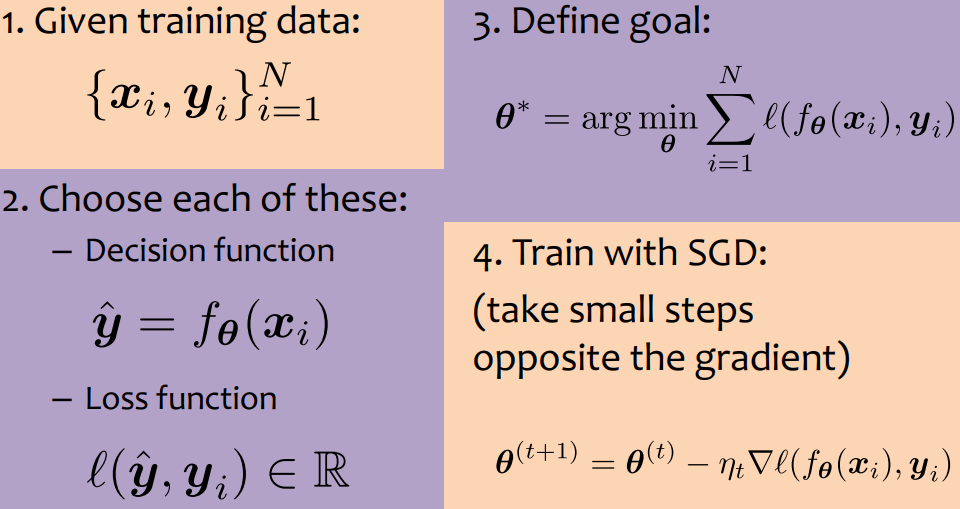 1. Given training data:
$\{\boldsymbol{x}_i, \boldsymbol{y}_i\}_{i=1}^{N}$
2. Choose each of these:
– Decision function
$\hat{\boldsymbol{y}} = f_{\boldsymbol{\theta}}(\boldsymbol{x}_i)$
– Loss function
$\ell(\hat{\boldsymbol{y}}, \boldsymbol{y}_i) \in \mathbb{R}$
3. Define goal:
$\boldsymbol{\theta}^* = \arg\min_{\boldsymbol{\theta}} \sum_{i=1}^{N} \ell(f_{\boldsymbol{\theta}}(\boldsymbol{x}_i), \boldsymbol{y}_i)$
4. Train with SGD:
(take small steps
opposite the gradient)
$\boldsymbol{\theta}^{(t+1)} = \boldsymbol{\theta}^{(t)} - \eta_t \nabla \ell(f_{\boldsymbol{\theta}}(\boldsymbol{x}_i), \boldsymbol{y}_i)$